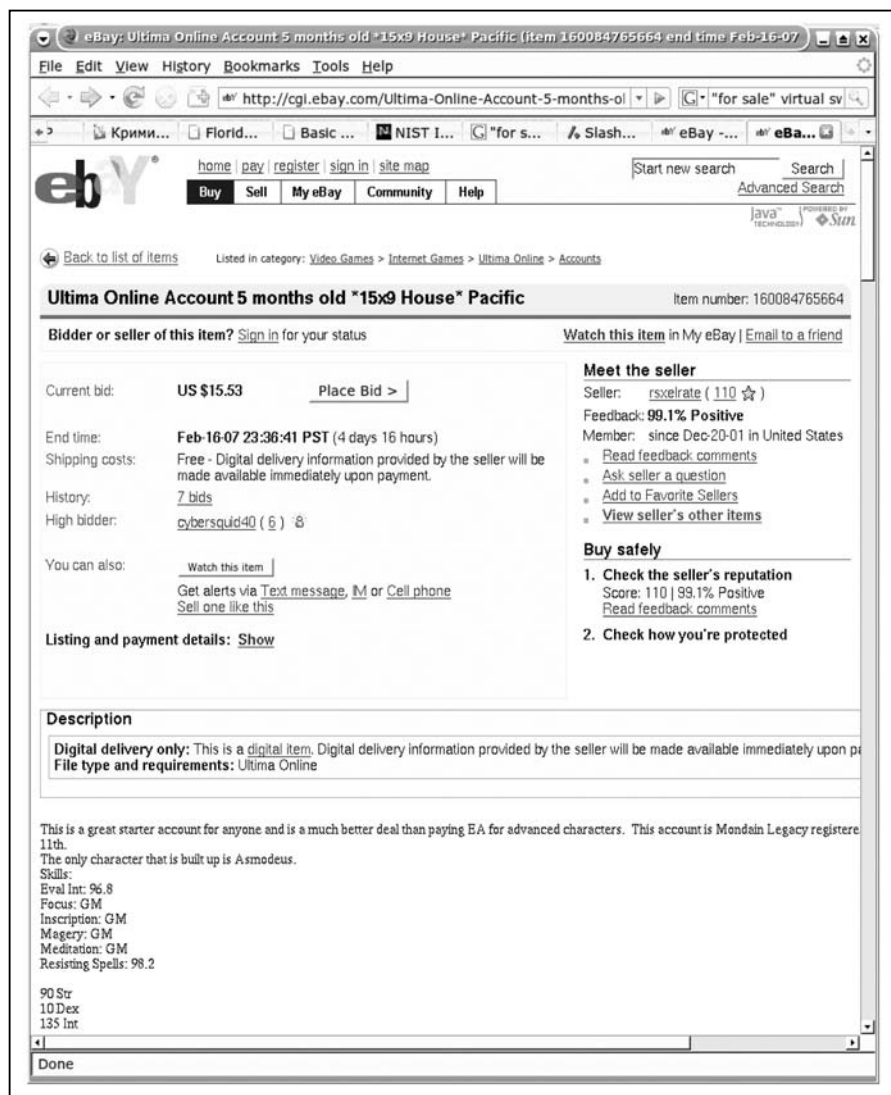 eBay: Ultima Online Account 5 months old *15x9 House* Pacific (item 160084765664 end time Feb-16-07
File Edit View History Bookmarks Tools Help
http://cgi.ebay.com/Ultima-Online-Account-5-months-ol G "for sale" virtual sv
Крими... Florid... Basic ... NIST I... "for s... Slash... eBay -... eBa...
ebY home | pay | register | sign in | site map Start new search Search
Buy Sell My eBay Community Help Advanced Search
Java TECHNOLOGY POWERED BY Sun
Back to list of items Listed in category: Video Games > Internet Games > Ultima Online > Accounts
Ultima Online Account 5 months old *15x9 House* Pacific Item number: 160084765664
Bidder or seller of this item? Sign in for your status Watch this item in My eBay | Email to a friend
Current bid: US $15.53 Place Bid >
End time: Feb-16-07 23:36:41 PST (4 days 16 hours)
Shipping costs: Free - Digital delivery information provided by the seller will be
made available immediately upon payment.
History: 7 bids
High bidder: cybersquid40 ( 6 )
You can also: Watch this item
Get alerts via Text message, IM or Cell phone
Sell one like this
Listing and payment details: Show
Meet the seller
Seller: rsxelrate ( 110 )
Feedback: 99.1% Positive
Member: since Dec-20-01 in United States
Read feedback comments
Ask seller a question
Add to Favorite Sellers
View seller's other items
Buy safely
1. Check the seller's reputation
Score: 110 | 99.1% Positive
Read feedback comments
2. Check how you're protected
Description
Digital delivery only: This is a digital item. Digital delivery information provided by the seller will be made available immediately upon pa
File type and requirements: Ultima Online
This is a great starter account for anyone and is a much better deal than paying EA for advanced characters. This account is Mondain Legacy registere
11th.
The only character that is built up is Asmodeus.
Skills:
Eval Int: 96.8
Focus: GM
Inscription: GM
Magery: GM
Meditation: GM
Resisting Spells: 98.2
90 Str
10 Dex
135 Int
Done